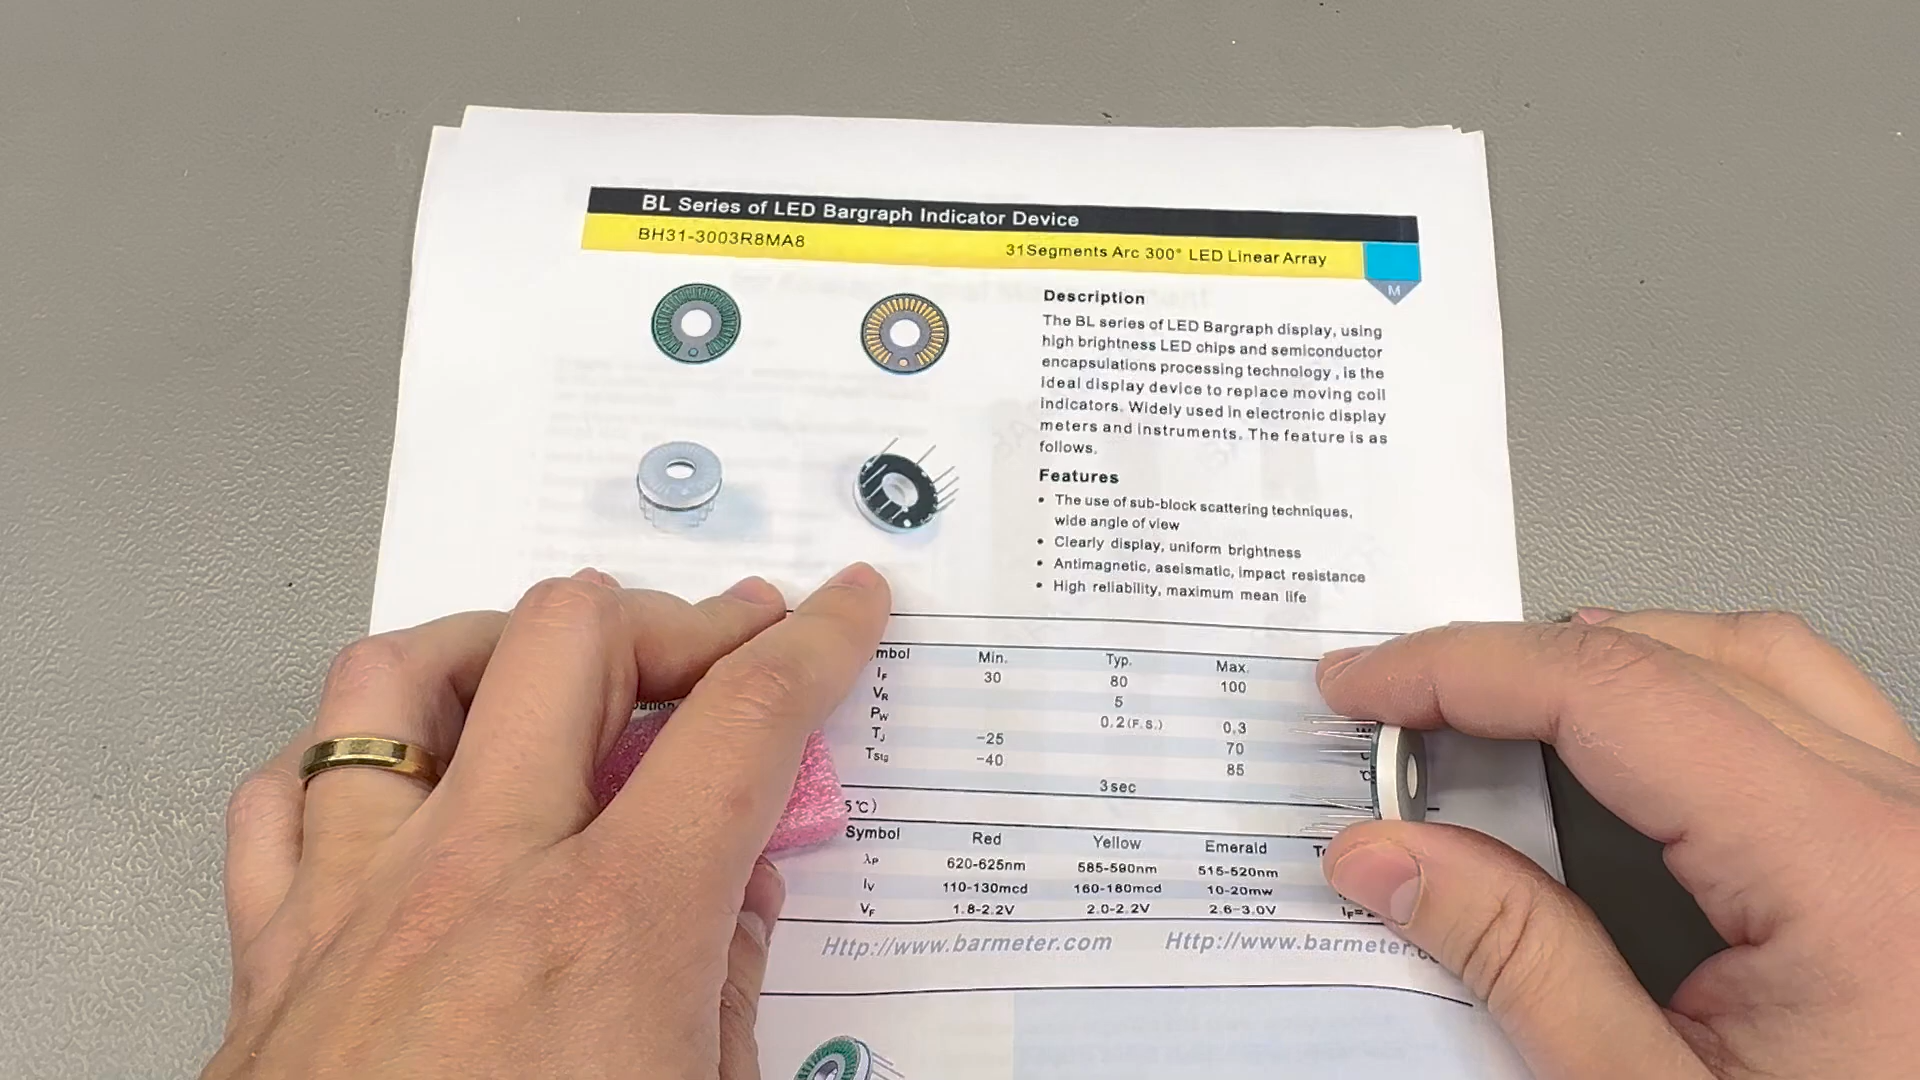 BL Series of LED Bargraph Indicator Device
BH31-3003R8MA8
31Segments Arc 300° LED Linear Array
M
Description
The BL series of LED Bargraph display, using
high brightness LED chips and semiconductor
encapsulations processing technology, is the
ideal display device to replace moving coil
indicators. Widely used in electronic display
meters and instruments. The feature is as
follows.
Features
• The use of sub-block scattering techniques,
wide angle of view
• Clearly display, uniform brightness
• Antimagnetic, aseismatic, impact resistance
• High reliability, maximum mean life
mbol Min. Typ. Max.
IF 30 80 100
VR 5
PW 0.2(F.S.) 0.3 W
TJ -25 70 ℃
Tstg -40 85 ℃
3sec
5℃)
Symbol Red Yellow Emerald
λP 620-625nm 585-590nm 515-520nm
IV 110-130mcd 160-180mcd 10-20mw
VF 1.8-2.2V 2.0-2.2V 2.6-3.0V IF=
Http://www.barmeter.com Http://www.barmeter.c